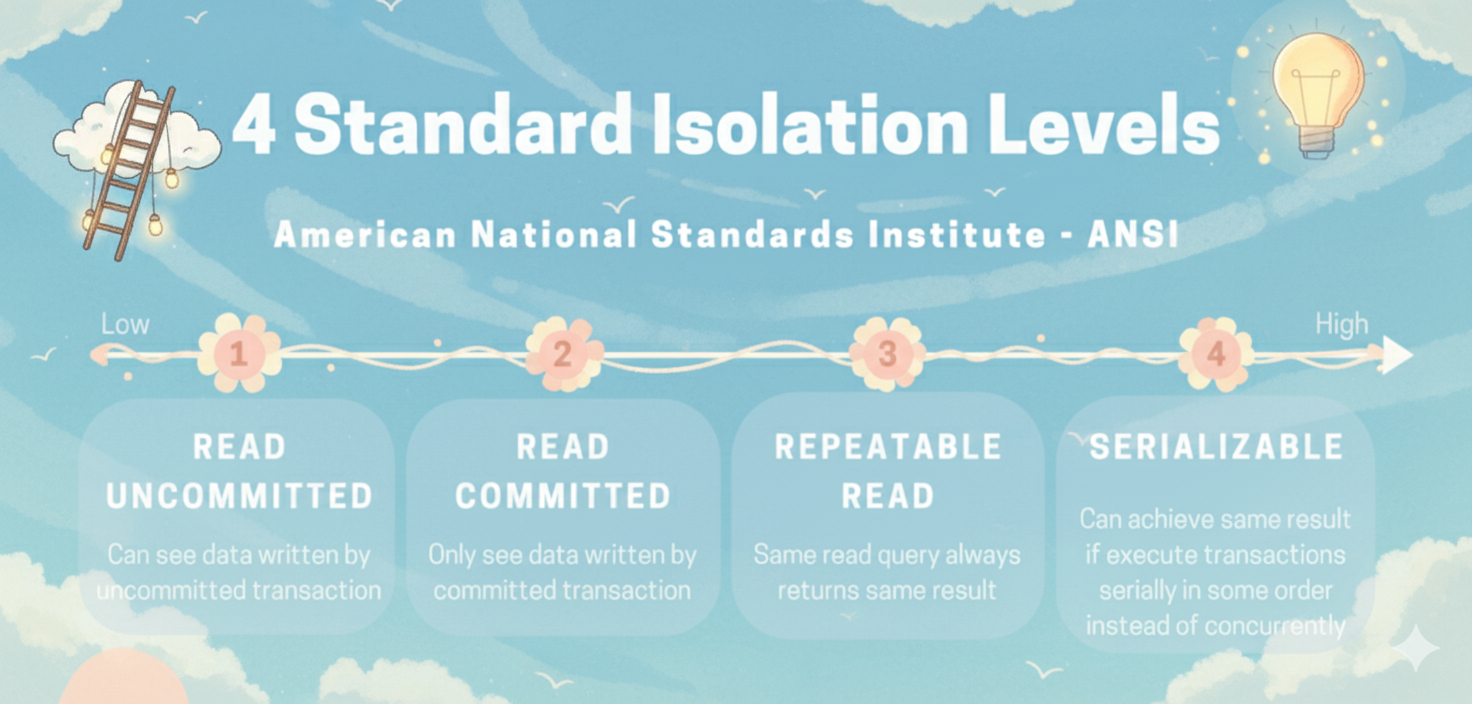 4 Standard Isolation Levels
American National Standards Institute - ANSI
Low
High
1
2
3
4
READ
UNCOMMITTED
Can see data written by
uncommitted transaction
READ
COMMITTED
Only see data written by
committed transaction
REPEATABLE
READ
Same read query always
returns same result
SERIALIZABLE
Can achieve same result
if execute transactions
serially in some order
instead of concurrently